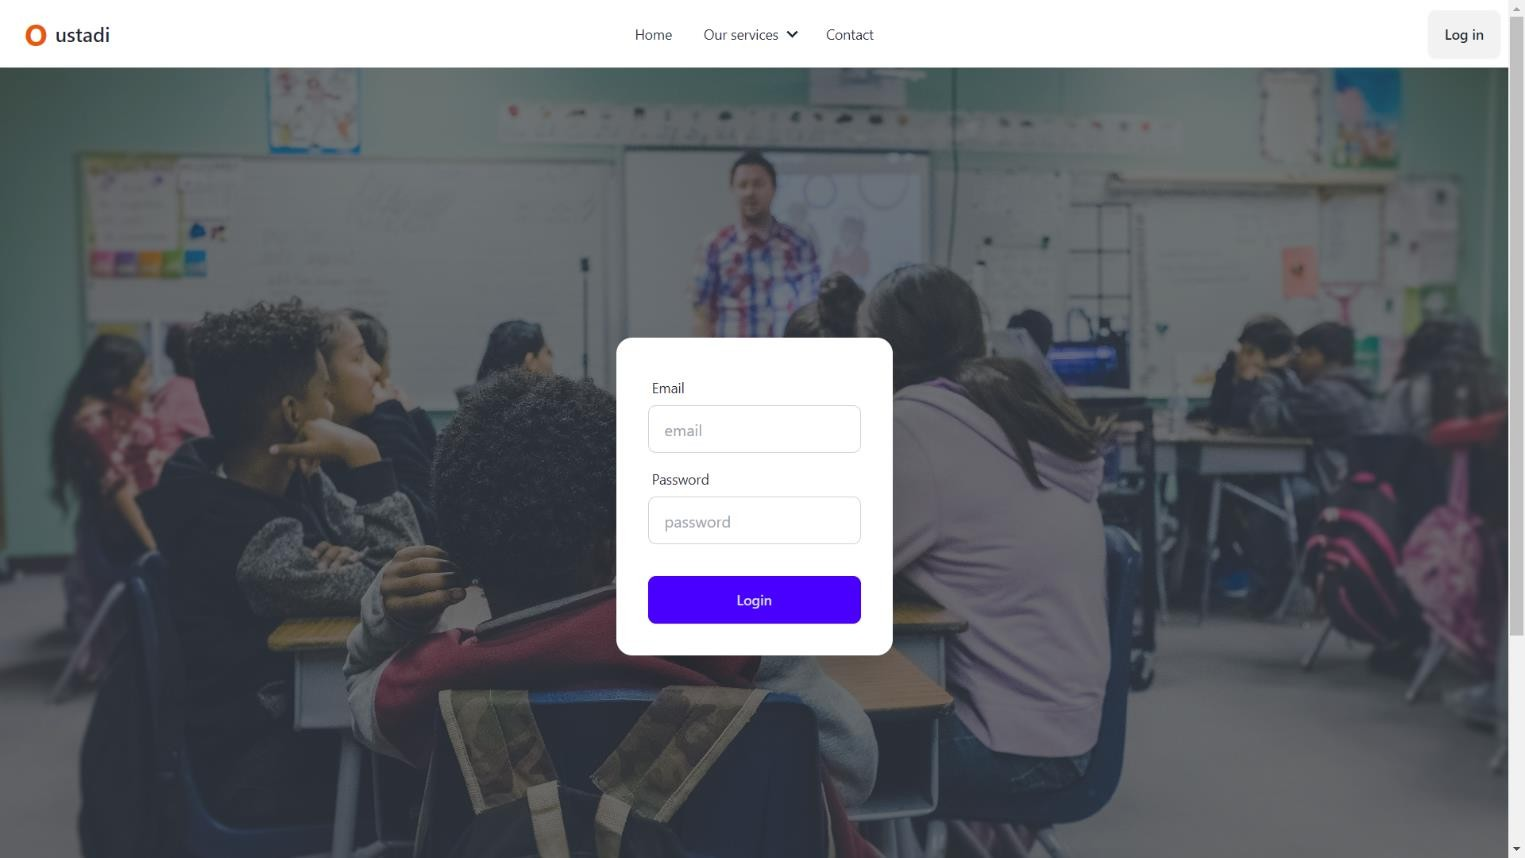 O ustadi
Home
Our services
Contact
Log in
Email
email
Password
password
Login